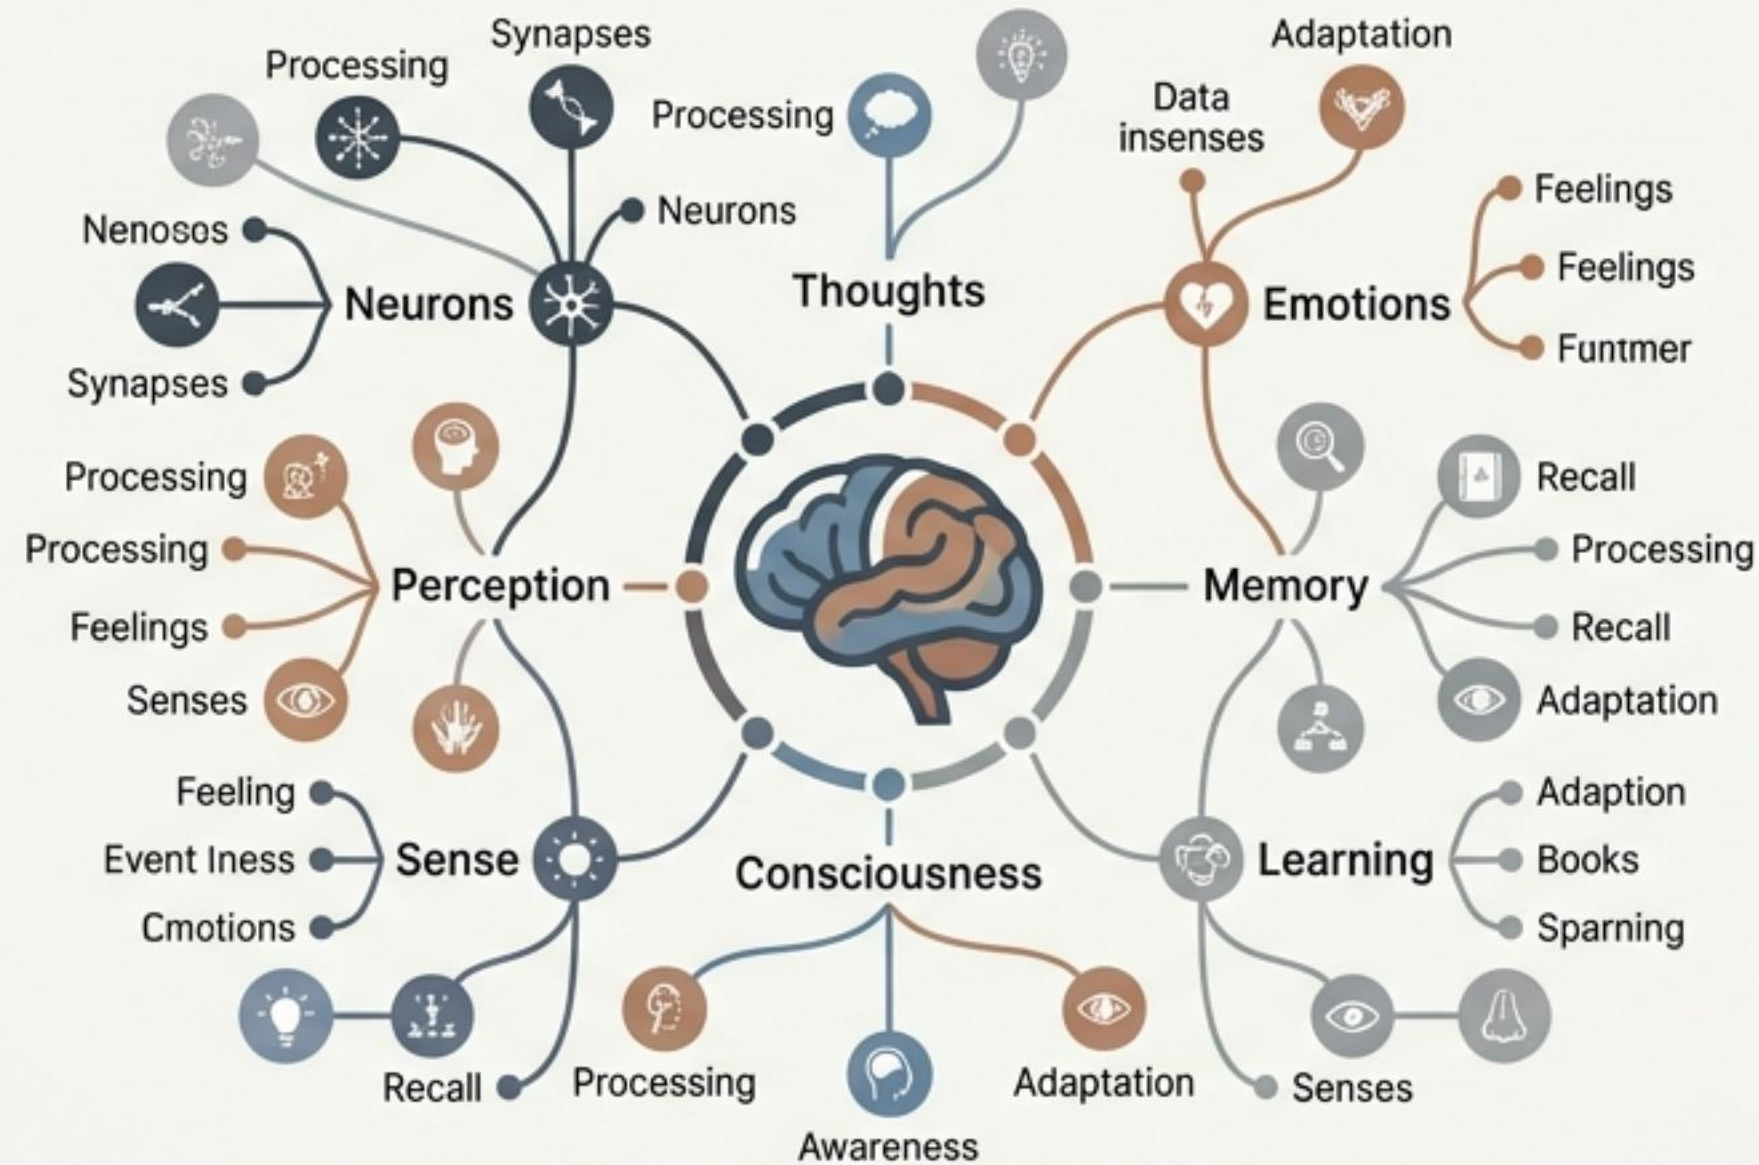 Synapses
Adaptation
Processing
Processing
Data
insenses
Neurons
Feelings
Nenosos
Feelings
Thoughts
Neurons
Emotions
Funtmer
Synapses
Processing
Recall
Processing
Processing
Perception
Memory
Feelings
Recall
Senses
Adaptation
Feeling
Adaption
Event Iness
Sense
Consciousness
Learning
Books
Cmotions
Sparning
Recall
Processing
Adaptation
Senses
Awareness